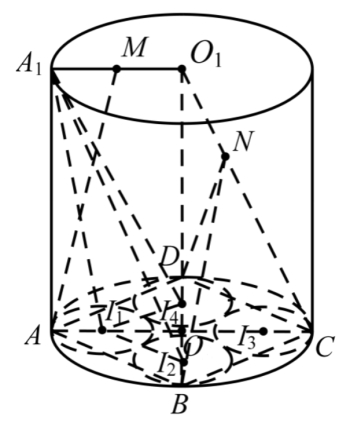 A₁ M O₁
N
D
I₁ I₄
A O I₃ C
I₂
B